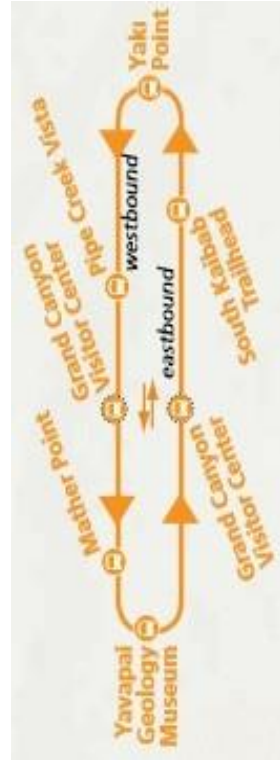 Yaki
Point
Pipe Creek Vista
westbound
Grand Canyon
Visitor Center
Mather Point
Yavapai
Geology
Museum
Grand Canyon
Visitor Center
eastbound
South Kaibab
Trailhead